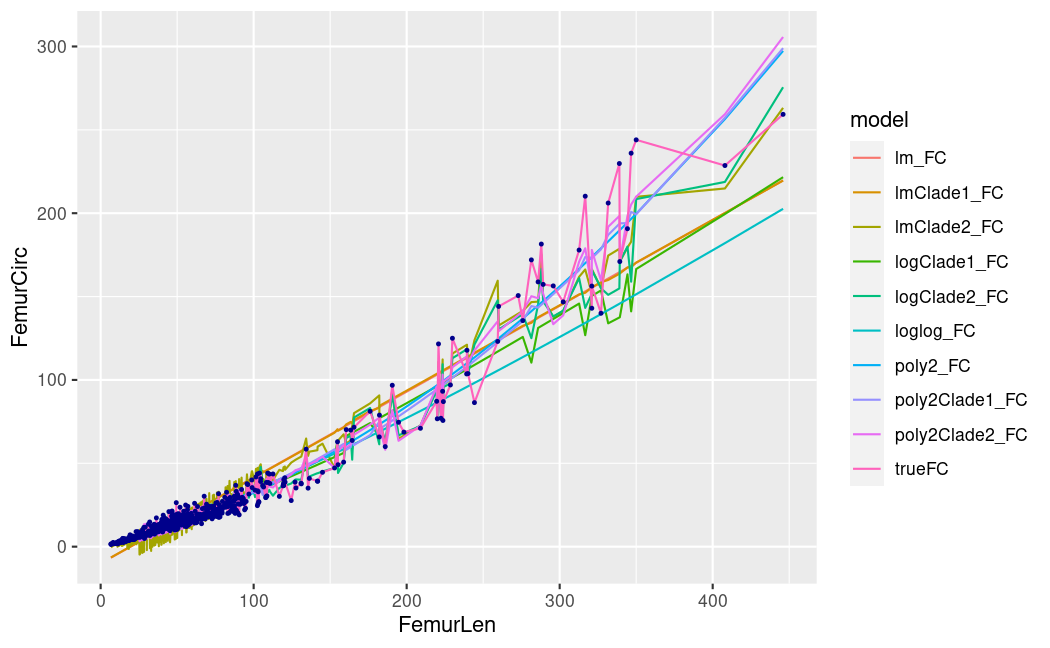 300
200
100
0
FemurCirc
0 100 200 300 400
FemurLen
model
lm_FC
lmClade1_FC
lmClade2_FC
logClade1_FC
logClade2_FC
loglog_FC
poly2_FC
poly2Clade1_FC
poly2Clade2_FC
trueFC